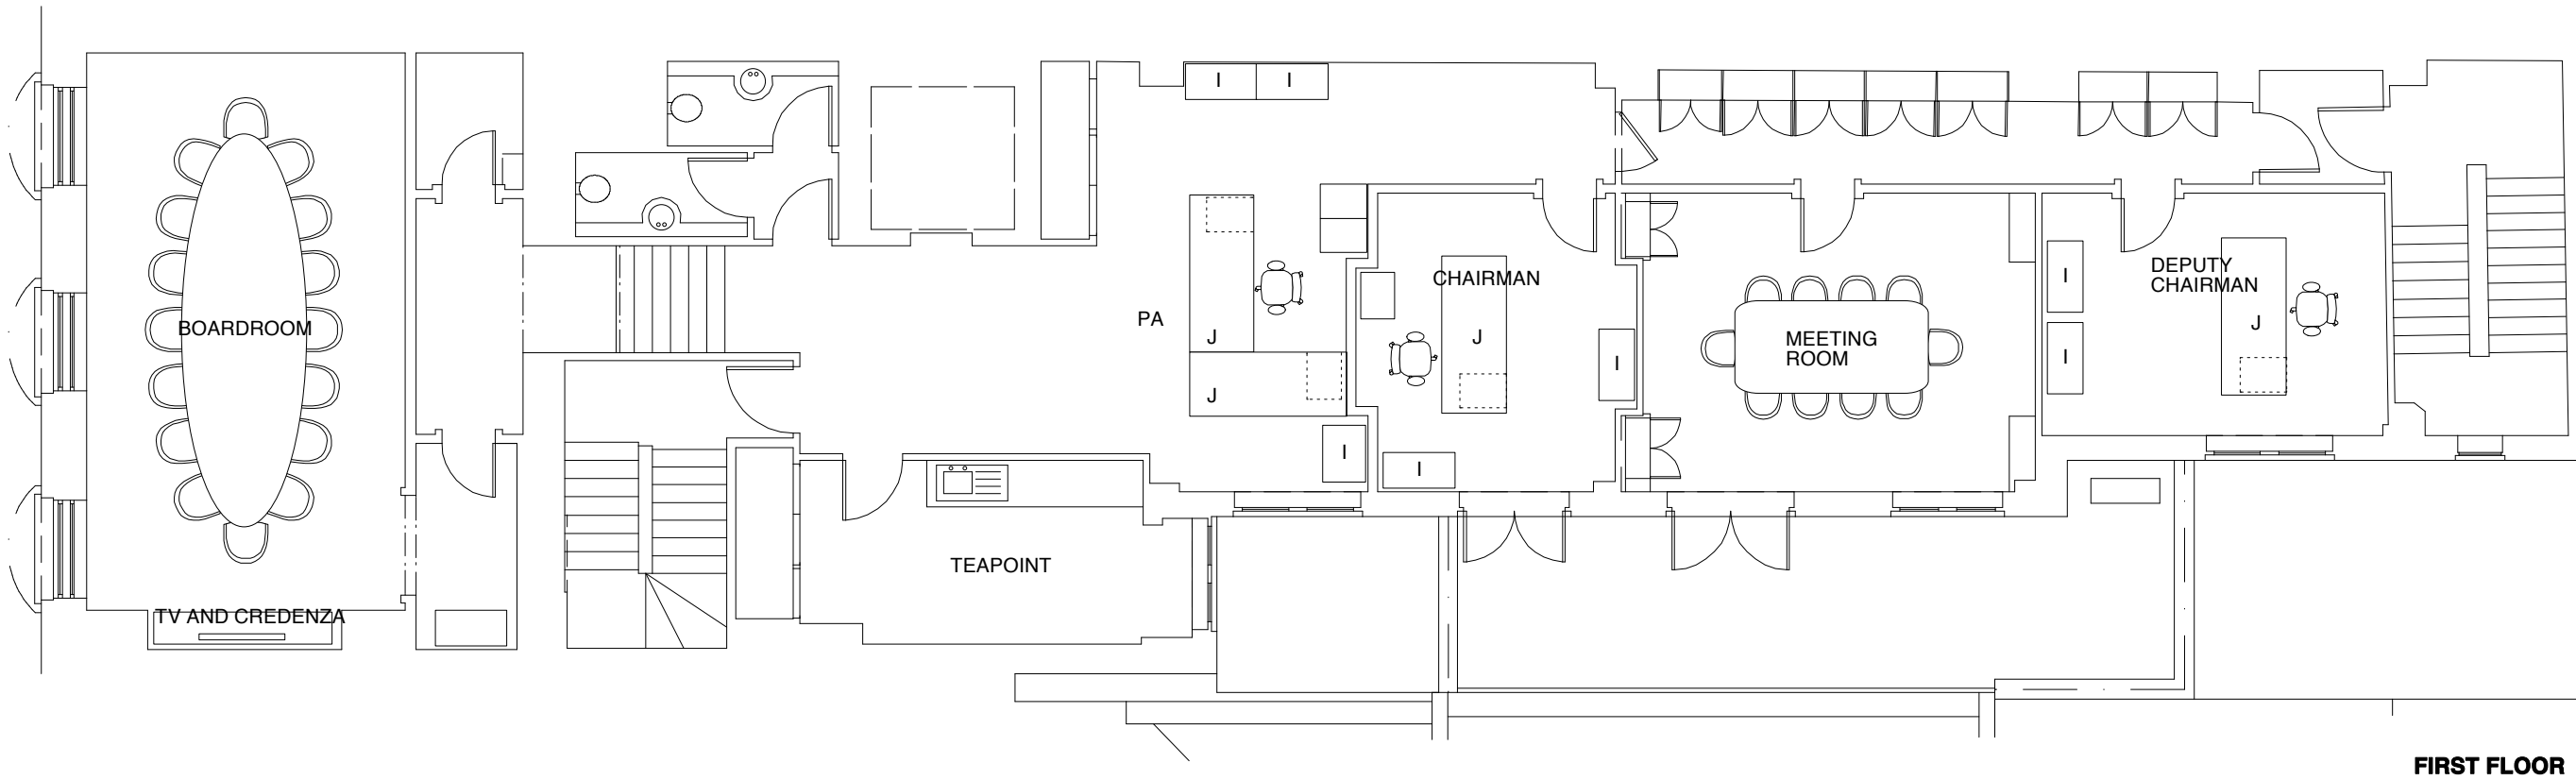 I I
BOARDROOM
TV AND CREDENZA
PA
J
J
I
TEAPOINT
CHAIRMAN
J
I
I
MEETING
ROOM
I
I
DEPUTY
CHAIRMAN
J
FIRST FLOOR